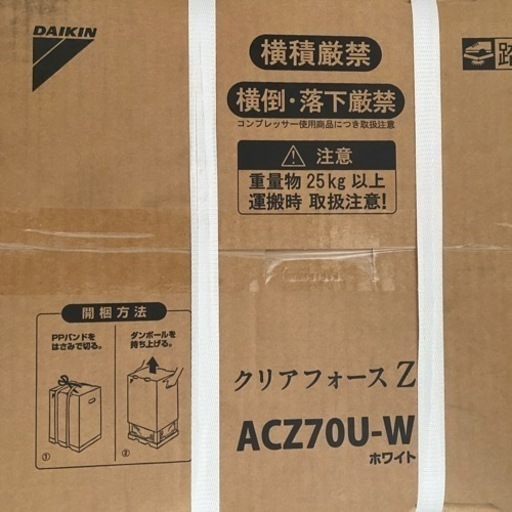 DAIKIN
横積厳禁
横倒・落下厳禁
コンプレッサー使用商品につき取扱注意
注意
重量物 25kg 以上
運搬時 取扱注意!
踏
開梱方法
PPバンドを
はさみで切る。
ダンボールを
持ち上げる。
①
②
クリアフォース Z
ACZ70U-W
ホワイト